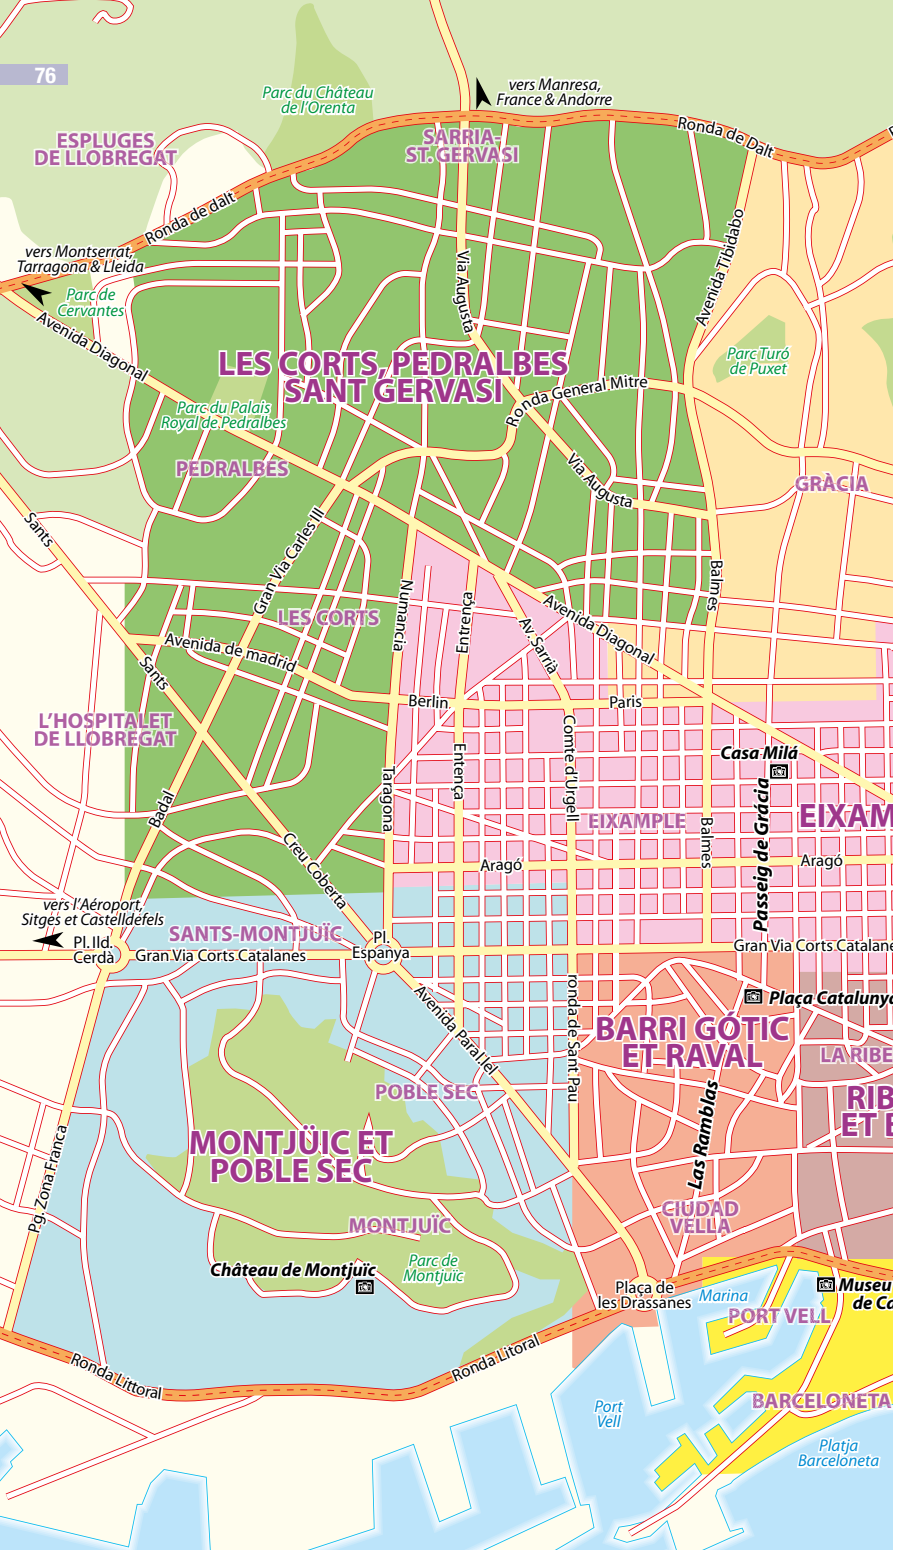 76
Parc du Château
de l'Orenta
vers Manresa,
France & Andorre
ESPLUGES
DE LLOBREGAT
SARRIA-
ST. GERVASI
Ronda de Dalt
Ronda de dalt
vers Montserrat,
Tarragona & Lleida
Parc de
Cervantes
Avenida Diagonal
Via Augusta
Avenida Tibidabo
Parc Turó
de Puxet
LES CORTS, PEDRALBES
SANT GERVASI
Ronda General Mitre
Parc du Palais
Royal de Pedralbes
PEDRALBES
Via Augusta
GRÀCIA
Sants
Gran Via Carles III
Numancia
Entrença
Av. Sarrià
Avenida Diagonal
Balmes
LES CORTS
Avenida de madrid
Sants
Berlin.
Paris
L'HOSPITALET
DE LLOBREGAT
Casa Milá
Badal
Taragona
Entença
Comte d'Urgell
EIXAMPLE
Balmes
Passeig de Grácia
EIXAM
Creu Coberta
Aragó
Aragó
vers l'Aéroport,
Sitges et Castelldefels
SANTS-MONTJUÏC
Pl. Ild.
Cerdà
Gran Via Corts Catalanes
Pl.
Espanya
Gran Via Corts Catalane
Avenida Paral lel
ronda de Sant Pau
Plaça Cataluny
BARRI GÓTIC
ET RAVAL
LA RIBE
POBLE SEC
Las Ramblas
RIB
ET B
MONTJÜIC ET
POBLE SEC
Pg. Zona Franca
MONTJUÏC
CIUDAD
VELLA
Château de Montjuïc
Parc de
Montjuïc
Plaça de
les Drassanes
Marina
Museu
de Ca
PORT VELL
Ronda Littoral
Ronda Litoral
BARCELONETA
Port
Vell
Platja
Barceloneta